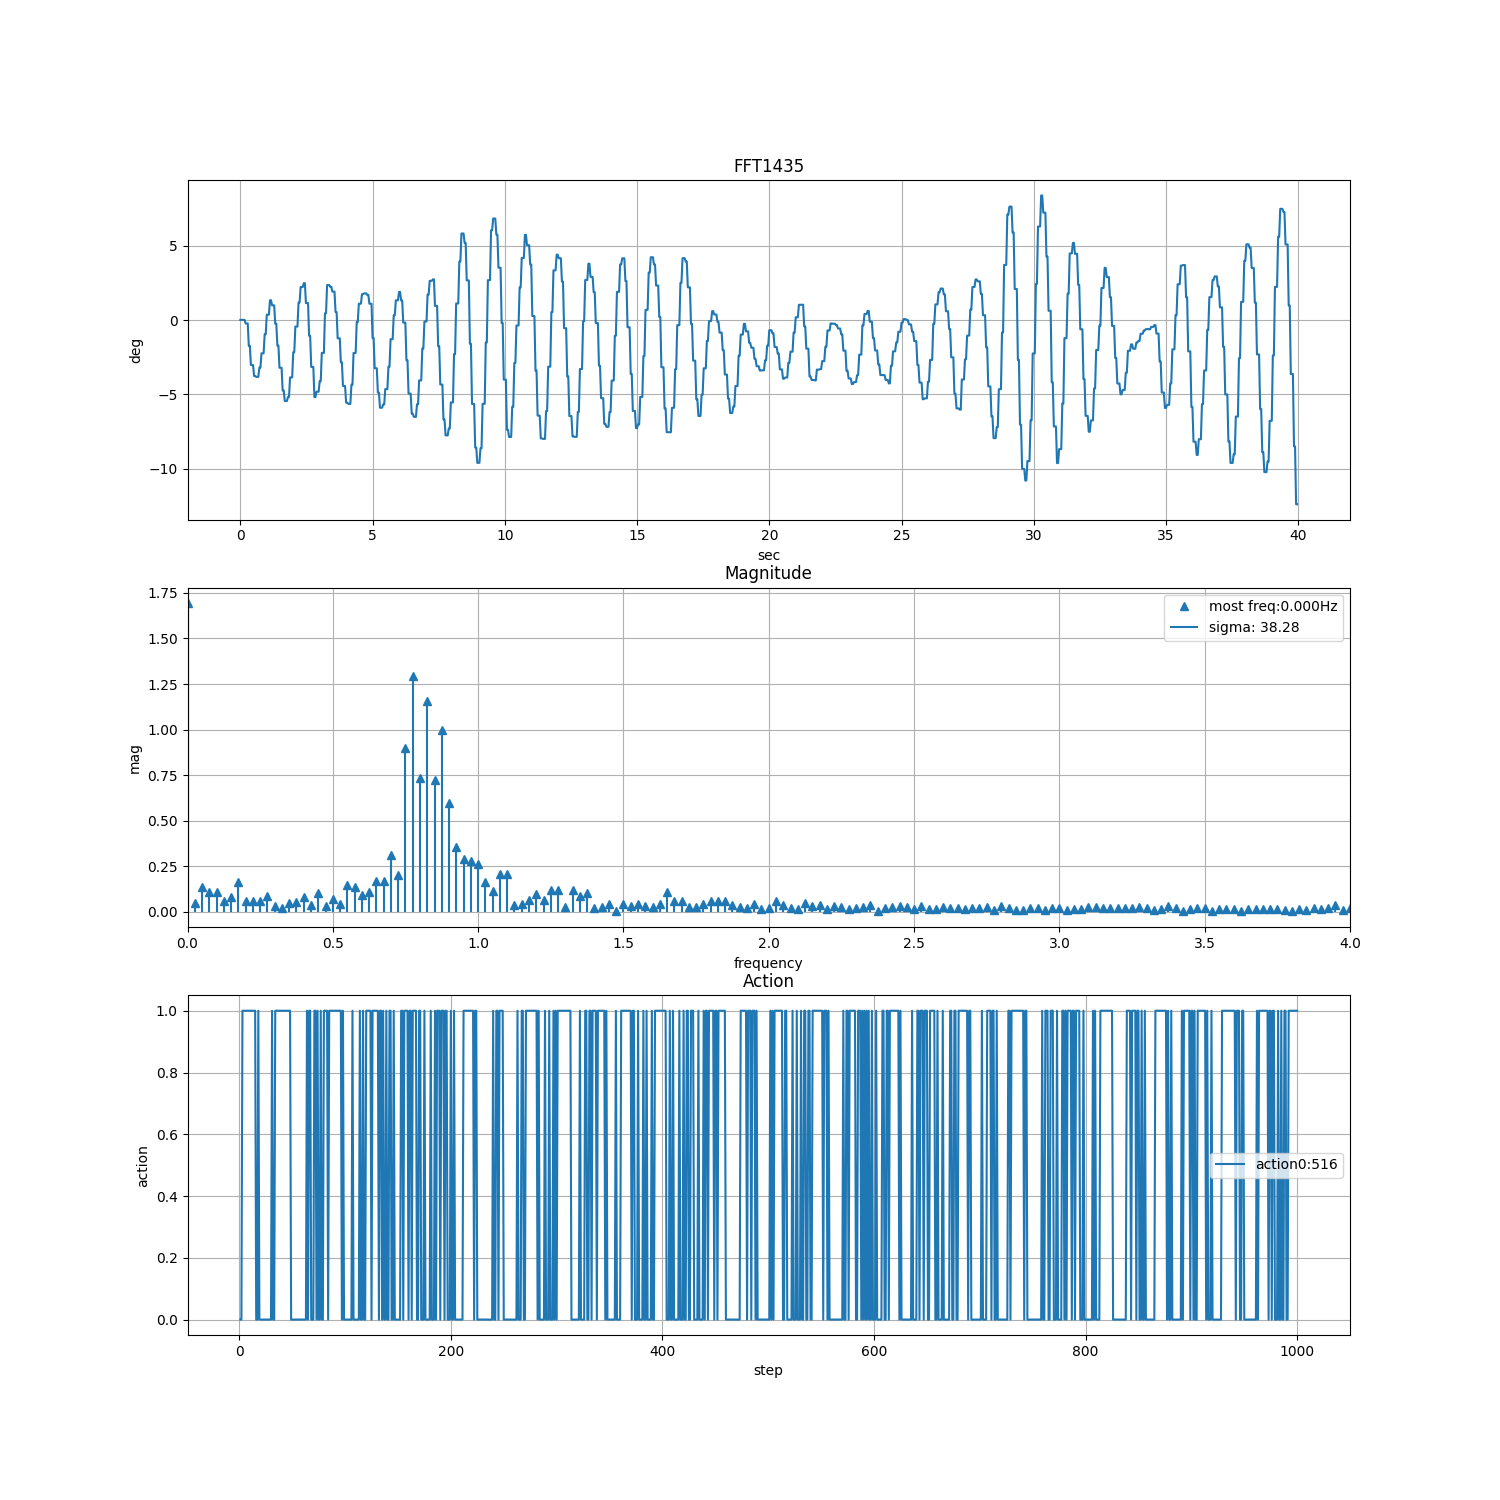 FFT1435
deg
5
0
−5
−10
0 5 10 15 20 25 30 35 40
sec
Magnitude
mag
1.75
1.50
1.25
1.00
0.75
0.50
0.25
0.00
most freq:0.000Hz
sigma: 38.28
0.0 0.5 1.0 1.5 2.0 2.5 3.0 3.5 4.0
frequency
Action
action
1.0
0.8
0.6
0.4
0.2
0.0
action0:516
0 200 400 600 800 1000
step